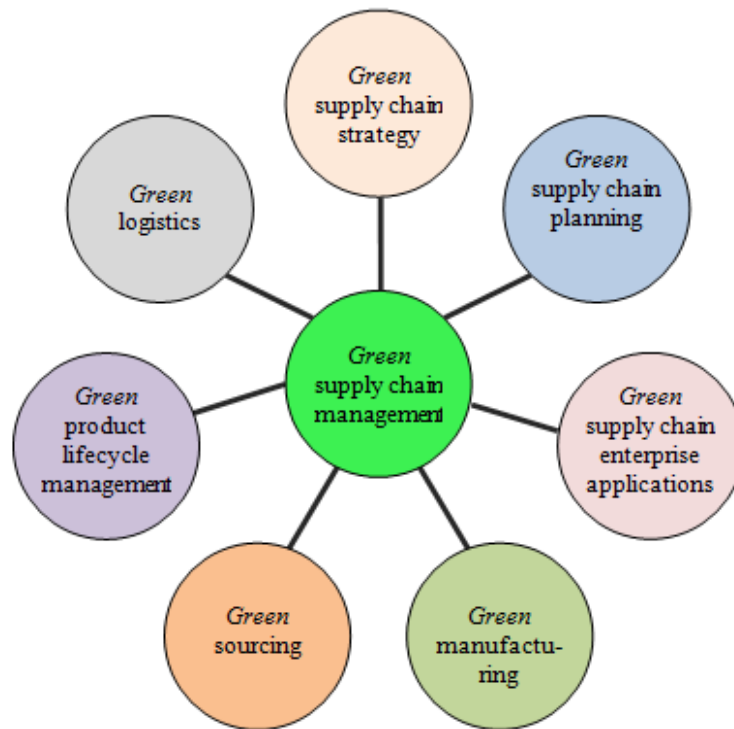 Green
supply chain
strategy
Green
supply chain
planning
Green
supply chain
enterprise
applications
Green
manufactu-
ring
Green
sourcing
Green
product
lifecycle
management
Green
logistics
Green
supply chain
management